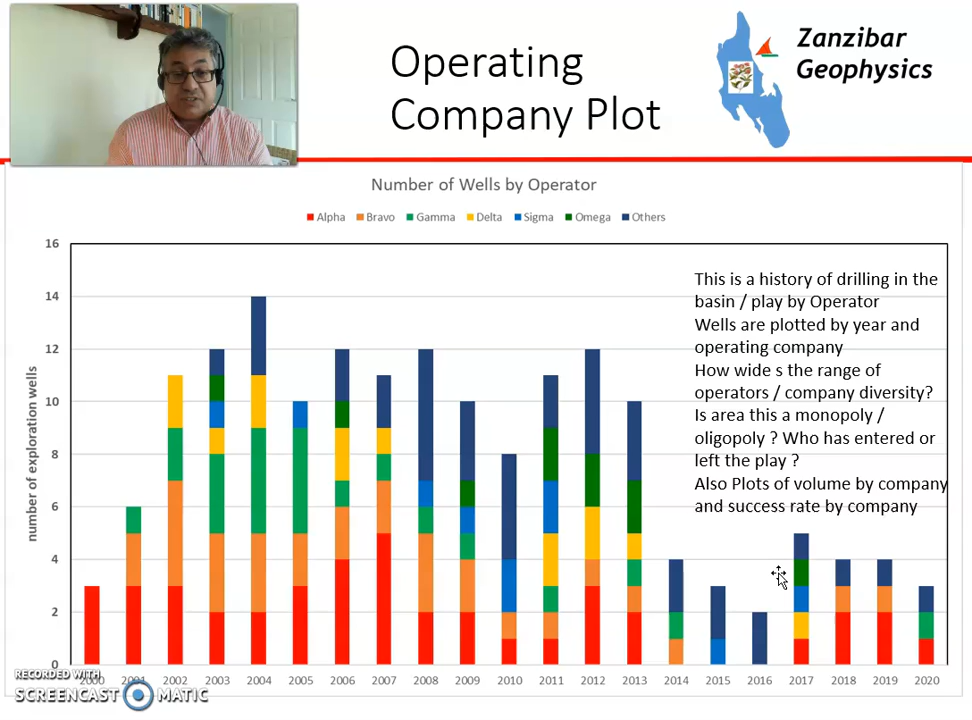 Operating
Company Plot
Zanzibar
Geophysics
Number of Wells by Operator
Alpha Bravo Gamma Delta Sigma Omega Others
number of exploration wells
16
14
12
10
8
6
4
2
0
This is a history of drilling in the
basin / play by Operator
Wells are plotted by year and
operating company
How wide s the range of
operators / company diversity?
Is area this a monopoly /
oligopoly ? Who has entered or
left the play ?
Also Plots of volume by company
and success rate by company
2000 2001 2002 2003 2004 2005 2006 2007 2008 2009 2010 2011 2012 2013 2014 2015 2016 2017 2018 2019 2020
RECORDED WITH
SCREENCAST MATIC